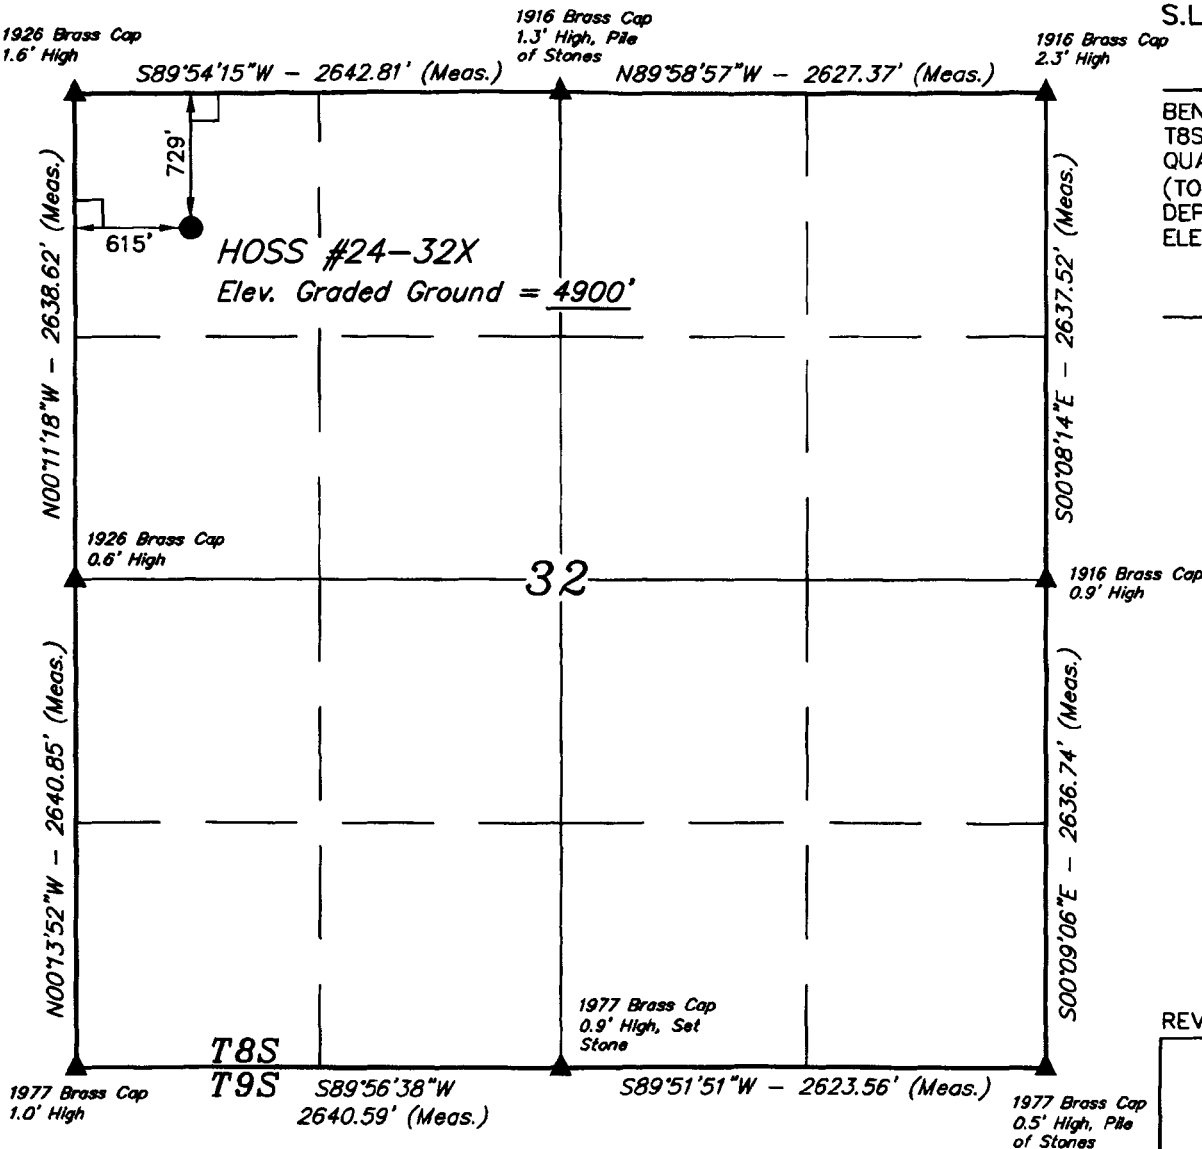 1926 Brass Cap
1.6' High
S89°54'15"W - 2642.81' (Meas.)
1916 Brass Cap
1.3' High, Pile
of Stones
N89°58'57"W - 2627.37' (Meas.)
1916 Brass Cap
2.3' High
S.L
BEN
T8S
QUA
(TO
DEF
ELE
729'
615'
HOSS #24-32X
Elev. Graded Ground = 4900'
N00°11'18"W - 2638.62' (Meas.)
S00°08'14"E - 2637.52' (Meas.)
1926 Brass Cap
0.6' High
32
1916 Brass Cap
0.9' High
N00°13'52"W - 2640.85' (Meas.)
S00°09'06"E - 2636.74' (Meas.)
1977 Brass Cap
0.9' High, Set
Stone
REV
T8S
T9S
1977 Brass Cap
1.0' High
S89°56'38"W
2640.59' (Meas.)
S89°51'51"W - 2623.56' (Meas.)
1977 Brass Cap
0.5' High, Pile
of Stones